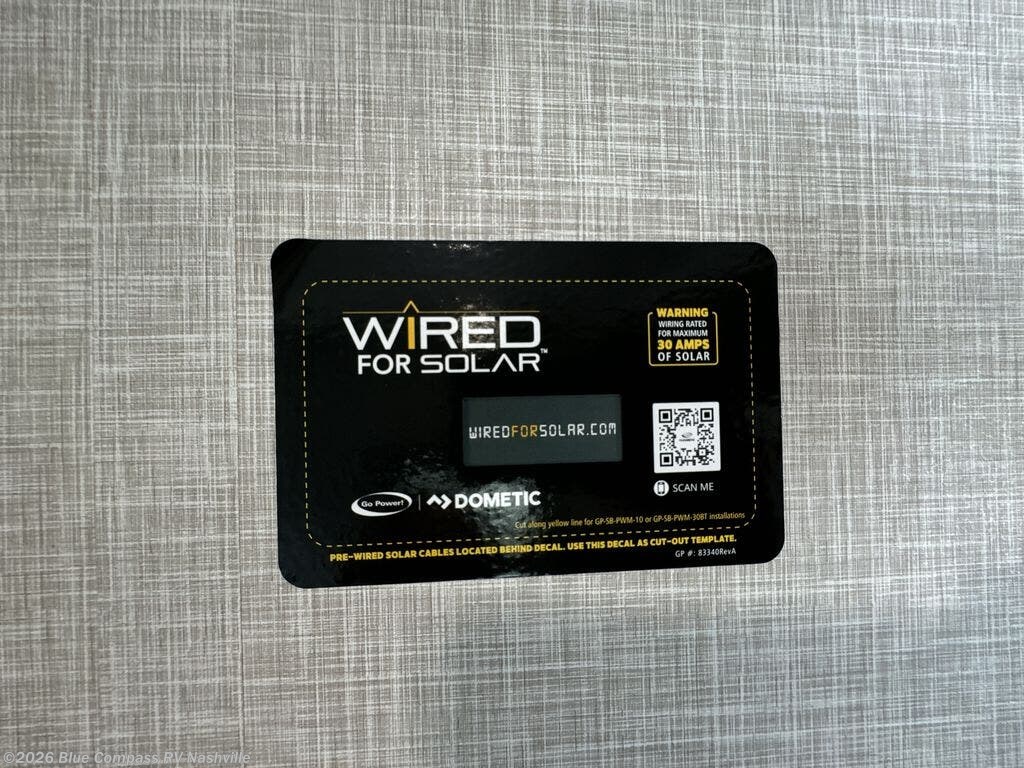 WIRED
FOR SOLAR™
WARNING
WIRING RATED
FOR MAXIMUM
30 AMPS
OF SOLAR
WIREDFORSOLAR.COM
SCAN ME
Go Power! | DOMETIC
Cut along yellow line for GP-SB-PWM-10 or GP-SB-PWM-30BT installations
PRE-WIRED SOLAR CABLES LOCATED BEHIND DECAL. USE THIS DECAL AS CUT-OUT TEMPLATE.
GP #: 83340RevA
©2026 Blue Compass RV Nashville